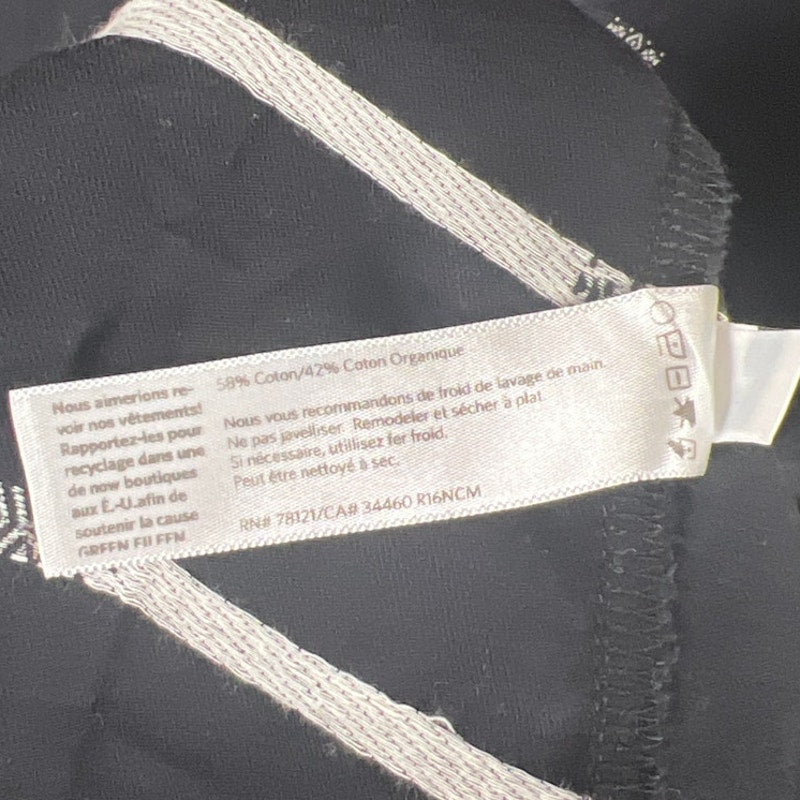 Nous aimerions re-
voir nos vêtements!
Rapportez-les pour
recyclage dans une
de now boutiques
aux É.-U.afin de
soutenir la cause
GREEN EILEEN
58% Coton/42% Coton Organique
Nous vous recommandons de froid de lavage de main.
Ne pas javelliser. Remodeler et sécher à plat.
Si nécessaire, utilisez fer froid.
Peut être nettoyé à sec.
RN# 78121/CA# 34460 R16NCM